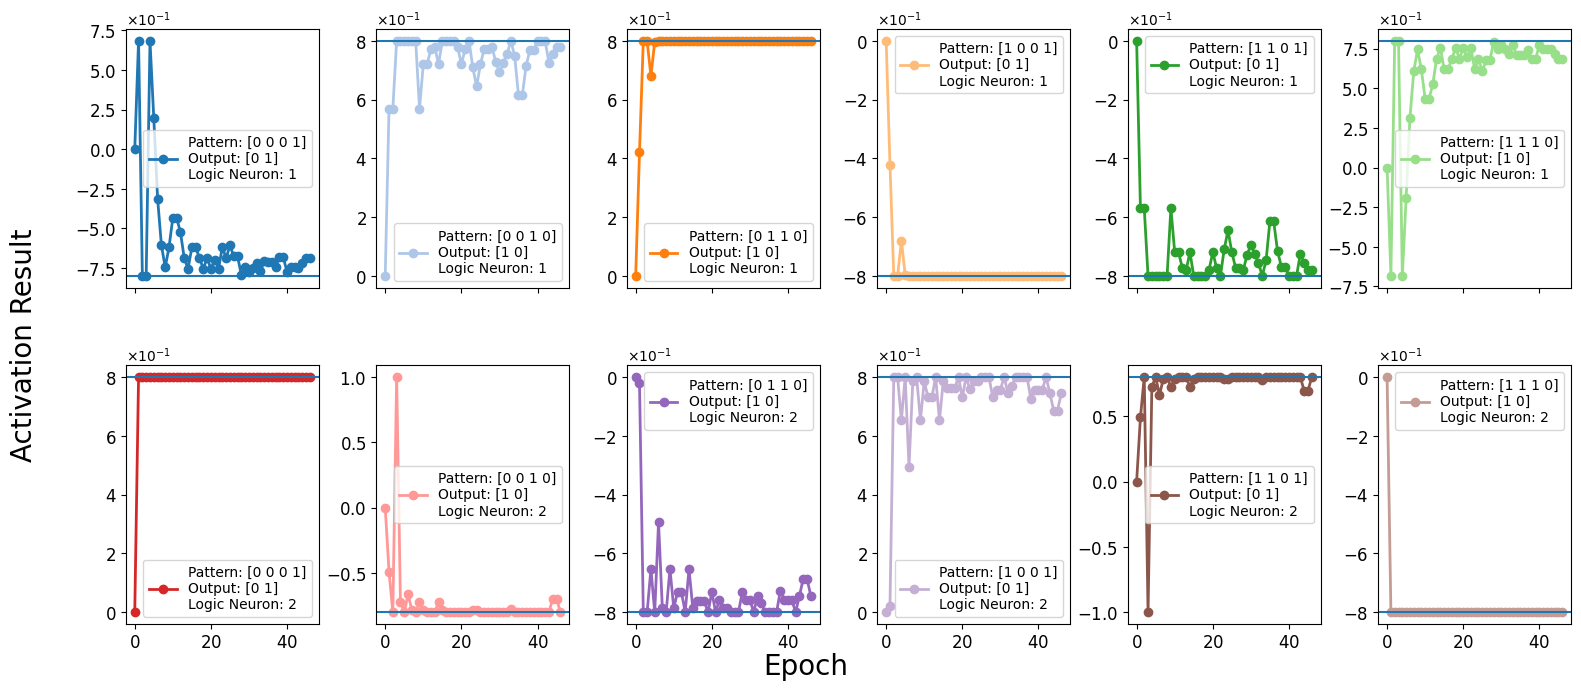 Activation Result
×10⁻¹ ×10⁻¹ ×10⁻¹ ×10⁻¹ ×10⁻¹ ×10⁻¹
7.5
5.0
2.5
0.0
−2.5
−5.0
−7.5
Pattern: [0 0 0 1]
Output: [0 1]
Logic Neuron: 1
8
6
4
2
0
Pattern: [0 0 1 0]
Output: [1 0]
Logic Neuron: 1
8
6
4
2
0
Pattern: [0 1 1 0]
Output: [1 0]
Logic Neuron: 1
0
−2
−4
−6
−8
Pattern: [1 0 0 1]
Output: [0 1]
Logic Neuron: 1
0
−2
−4
−6
−8
Pattern: [1 1 0 1]
Output: [0 1]
Logic Neuron: 1
7.5
5.0
2.5
0.0
−2.5
−5.0
−7.5
Pattern: [1 1 1 0]
Output: [1 0]
Logic Neuron: 1
×10⁻¹ ×10⁻¹ ×10⁻¹ ×10⁻¹
8
6
4
2
0
Pattern: [0 0 0 1]
Output: [0 1]
Logic Neuron: 2
0 20 40
1.0
0.5
0.0
−0.5
Pattern: [0 0 1 0]
Output: [1 0]
Logic Neuron: 2
0 20 40
0
−2
−4
−6
−8
Pattern: [0 1 1 0]
Output: [1 0]
Logic Neuron: 2
0 20 40
8
6
4
2
0
Pattern: [1 0 0 1]
Output: [0 1]
Logic Neuron: 2
0 20 40
0.5
0.0
−0.5
−1.0
Pattern: [1 1 0 1]
Output: [0 1]
Logic Neuron: 2
0 20 40
0
−2
−4
−6
−8
Pattern: [1 1 1 0]
Output: [1 0]
Logic Neuron: 2
0 20 40
Epoch